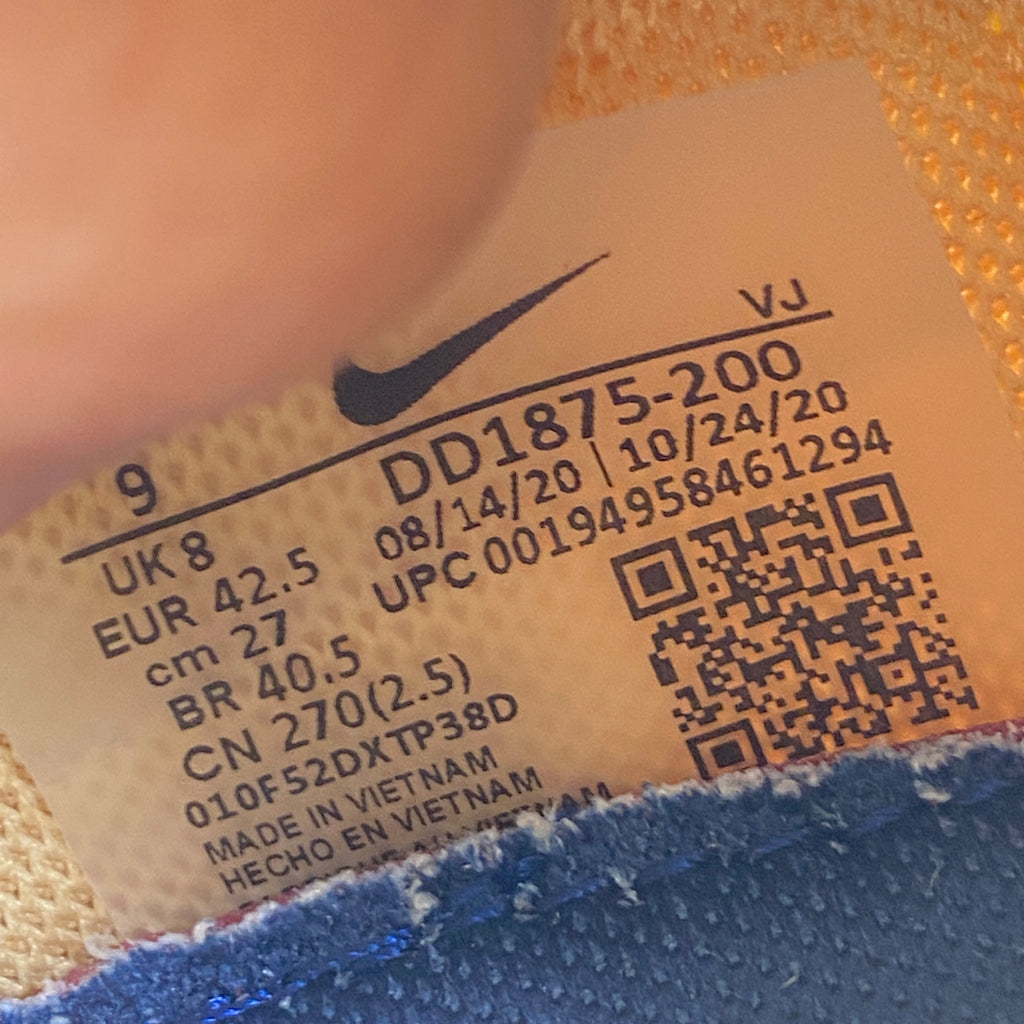 VJ
9
DD1875-200
08/14/20 | 10/24/20
UPC 00194958461294
UK 8
EUR 42.5
cm 27
BR 40.5
CN 270(2.5)
010F52DXTP38D
MADE IN VIETNAM
HECHO EN VIETNAM